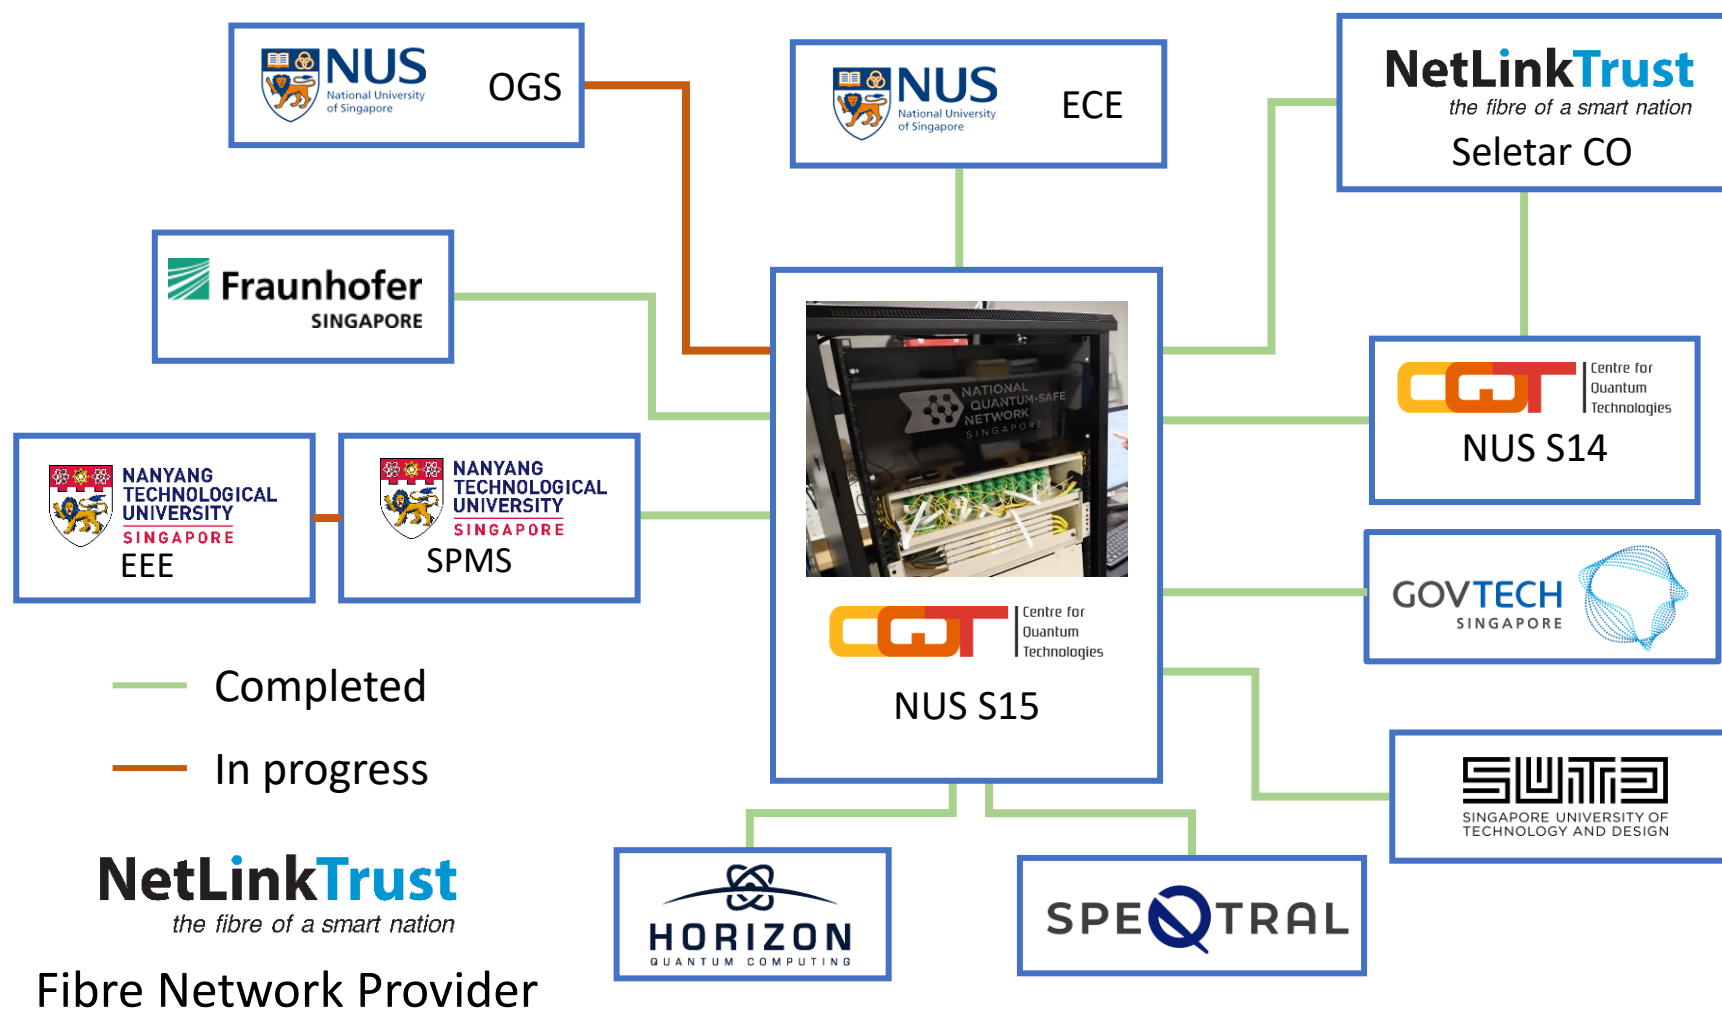 NUS
National University
of Singapore
OGS
NUS
National University
of Singapore
ECE
NetLinkTrust
the fibre of a smart nation
Seletar CO
Fraunhofer
SINGAPORE
NATIONAL
QUANTUM-SAFE
NETWORK
SINGAPORE
CQT
Centre for
Quantum
Technologies
NUS S14
NANYANG
TECHNOLOGICAL
UNIVERSITY
SINGAPORE
EEE
NANYANG
TECHNOLOGICAL
UNIVERSITY
SINGAPORE
SPMS
GOVTECH
SINGAPORE
CQT
Centre for
Quantum
Technologies
NUS S15
Completed
In progress
SUTD
SINGAPORE UNIVERSITY OF
TECHNOLOGY AND DESIGN
NetLinkTrust
the fibre of a smart nation
Fibre Network Provider
HORIZON
QUANTUM COMPUTING
SPEQTRAL